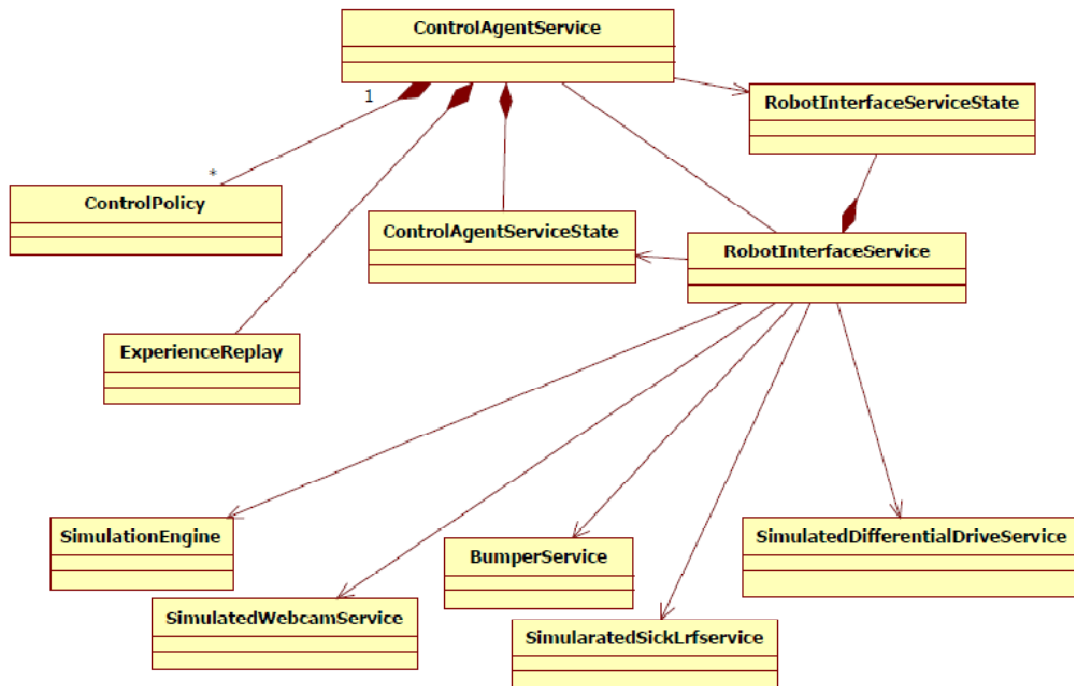 ControlAgentService
1
RobotInterfaceServiceState
*
ControlPolicy
ControlAgentServiceState
RobotInterfaceService
ExperienceReplay
SimulationEngine
BumperService
SimulatedDifferentialDriveService
SimulatedWebcamService
SimularatedSickLrfservice